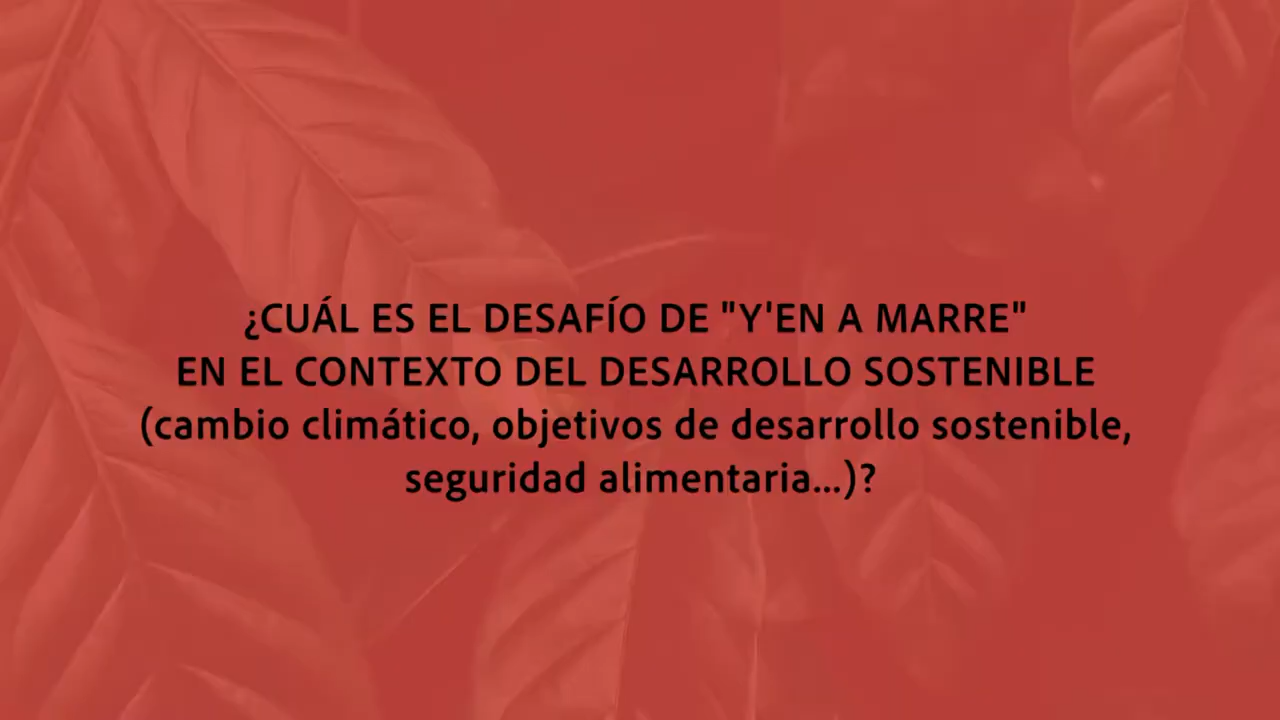 ¿CUÁL ES EL DESAFÍO DE "Y'EN A MARRE"
EN EL CONTEXTO DEL DESARROLLO SOSTENIBLE
(cambio climático, objetivos de desarrollo sostenible,
seguridad alimentaria...)?